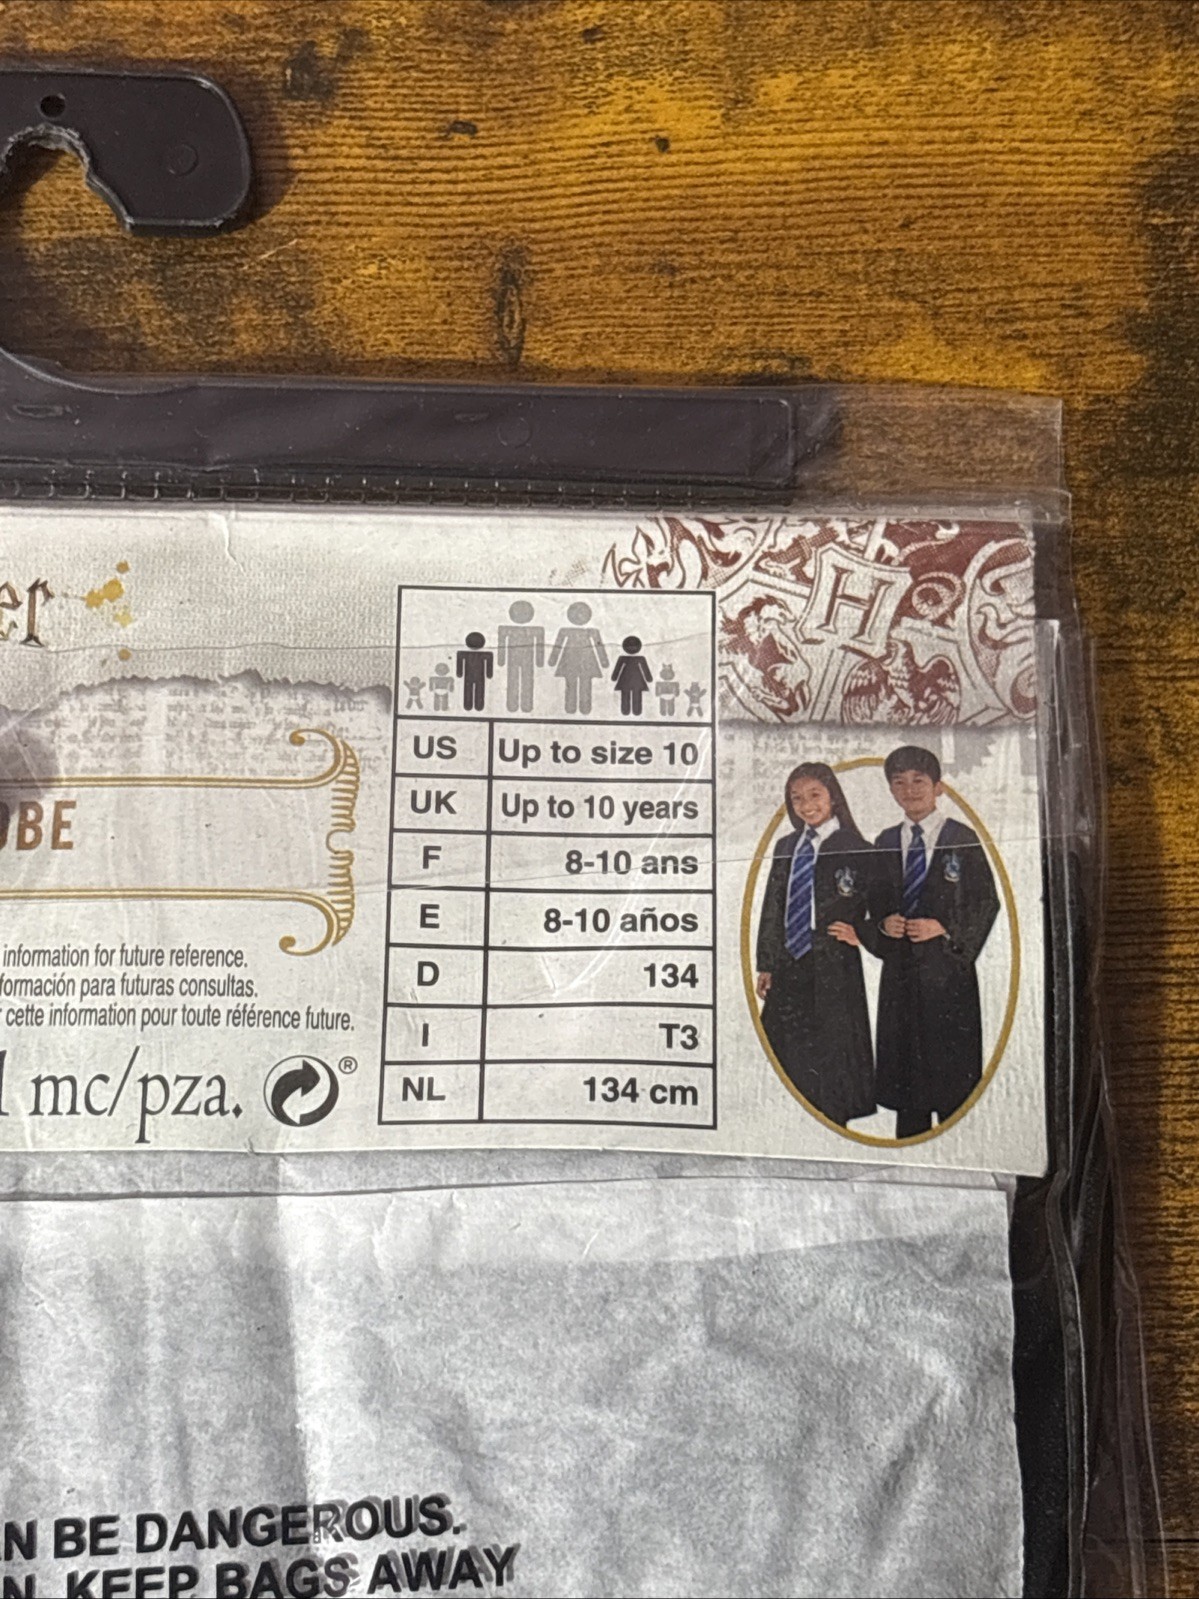 er
OBE
information for future reference.
formación para futuras consultas.
cette information pour toute référence future.
1 mc/pza. ®
US Up to size 10
UK Up to 10 years
F 8-10 ans
E 8-10 años
D 134
I T3
NL 134 cm
H
AN BE DANGEROUS.
N, KEEP BAGS AWAY